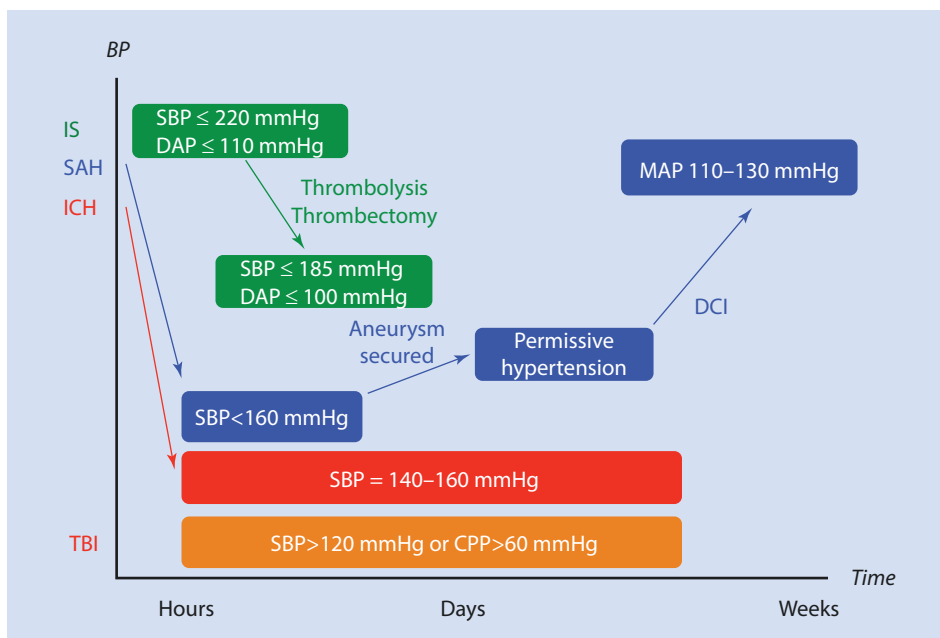 BP
IS
SAH
ICH
TBI
SBP ≤ 220 mmHg
DAP ≤ 110 mmHg
Thrombolysis
Thrombectomy
SBP ≤ 185 mmHg
DAP ≤ 100 mmHg
MAP 110–130 mmHg
DCI
Aneurysm
secured
Permissive
hypertension
SBP<160 mmHg
SBP = 140–160 mmHg
SBP>120 mmHg or CPP>60 mmHg
Time
Hours
Days
Weeks